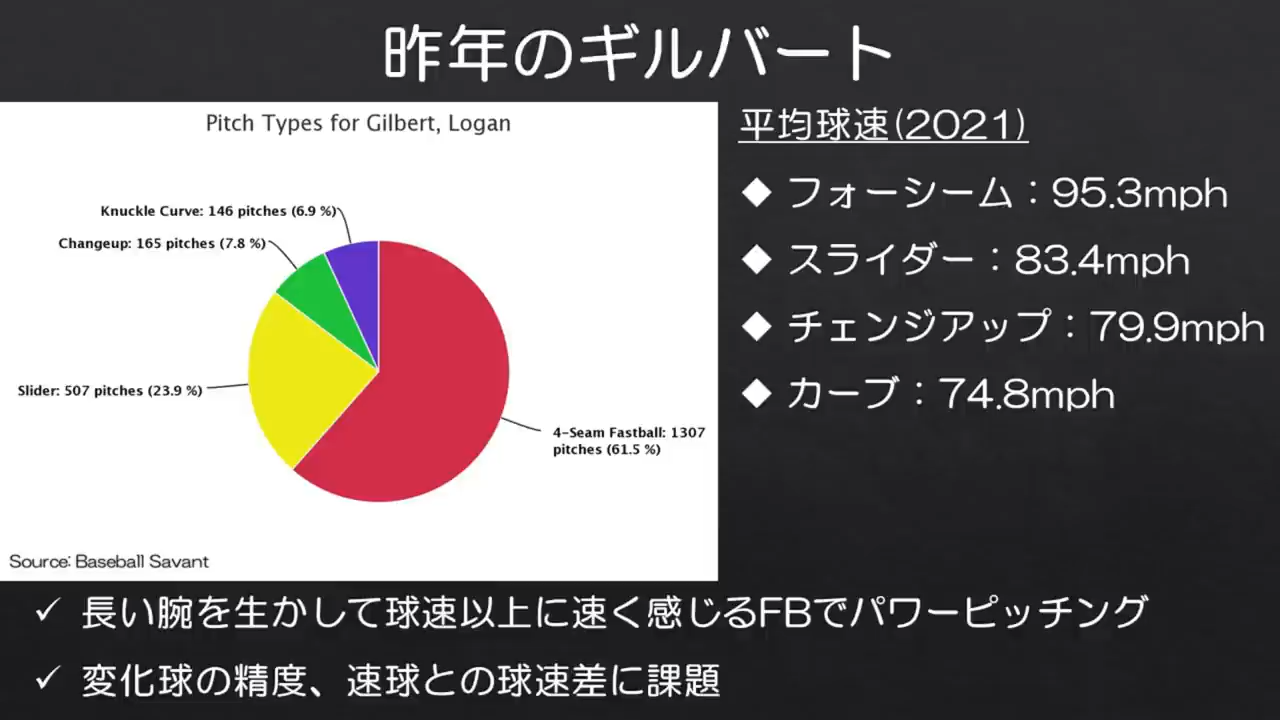 昨年のギルバート
Pitch Types for Gilbert, Logan
Knuckle Curve: 146 pitches (6.9 %)
Changeup: 165 pitches (7.8 %)
Slider: 507 pitches (23.9 %)
4-Seam Fastball: 1307
pitches (61.5 %)
Source: Baseball Savant
平均球速(2021)
◆ フォーシーム：95.3mph
◆ スライダー：83.4mph
◆ チェンジアップ：79.9mph
◆ カーブ：74.8mph
✓ 長い腕を生かして球速以上に速く感じるFBでパワーピッチング
✓ 変化球の精度、速球との球速差に課題